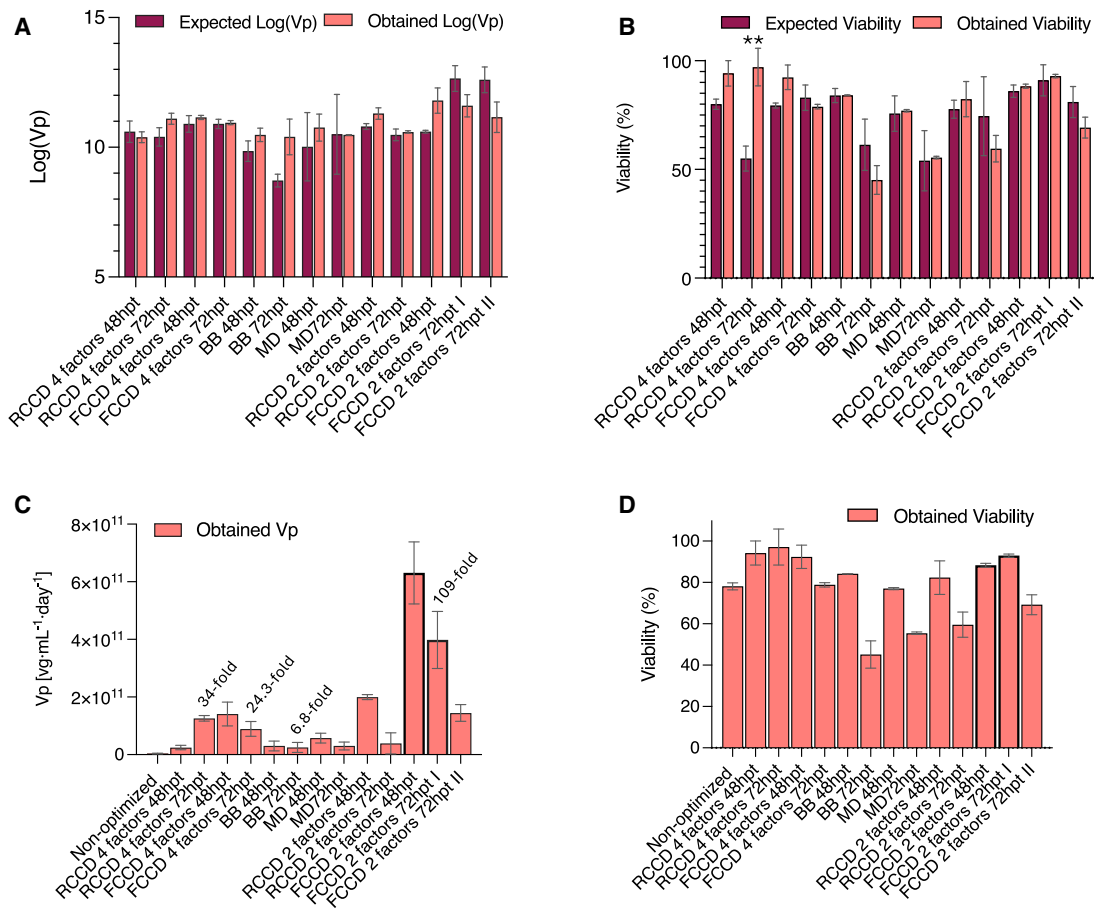 A
Expected Log(Vp)
Obtained Log(Vp)
Log(Vp)
15
10
5
RCCD 4 factors 48hpt
RCCD 4 factors 72hpt
FCCD 4 factors 48hpt
FCCD 4 factors 72hpt
BB 48hpt
BB 72hpt
MD 48hpt
MD72hpt
RCCD 2 factors 48hpt
RCCD 2 factors 72hpt
FCCD 2 factors 48hpt
FCCD 2 factors 72hpt I
FCCD 2 factors 72hpt II
B
Expected Viability
Obtained Viability
Viability (%)
100
50
0
**
RCCD 4 factors 48hpt
RCCD 4 factors 72hpt
FCCD 4 factors 48hpt
FCCD 4 factors 72hpt
BB 48hpt
BB 72hpt
MD 48hpt
MD72hpt
RCCD 2 factors 48hpt
RCCD 2 factors 72hpt
FCCD 2 factors 48hpt
FCCD 2 factors 72hpt I
FCCD 2 factors 72hpt II
C
Obtained Vp
Vp [vg·mL⁻¹·day⁻¹]
8×10¹¹
6×10¹¹
4×10¹¹
2×10¹¹
0
34-fold
24.3-fold
6.8-fold
109-fold
Non-optimized
RCCD 4 factors 48hpt
RCCD 4 factors 72hpt
FCCD 4 factors 48hpt
FCCD 4 factors 72hpt
BB 48hpt
BB 72hpt
MD 48hpt
MD72hpt
RCCD 2 factors 48hpt
RCCD 2 factors 72hpt
FCCD 2 factors 48hpt
FCCD 2 factors 72hpt I
FCCD 2 factors 72hpt II
D
Obtained Viability
Viability (%)
100
80
60
40
20
0
Non-optimized
RCCD 4 factors 48hpt
RCCD 4 factors 72hpt
FCCD 4 factors 48hpt
FCCD 4 factors 72hpt
BB 48hpt
BB 72hpt
MD 48hpt
MD72hpt
RCCD 2 factors 48hpt
RCCD 2 factors 72hpt
FCCD 2 factors 48hpt
FCCD 2 factors 72hpt I
FCCD 2 factors 72hpt II